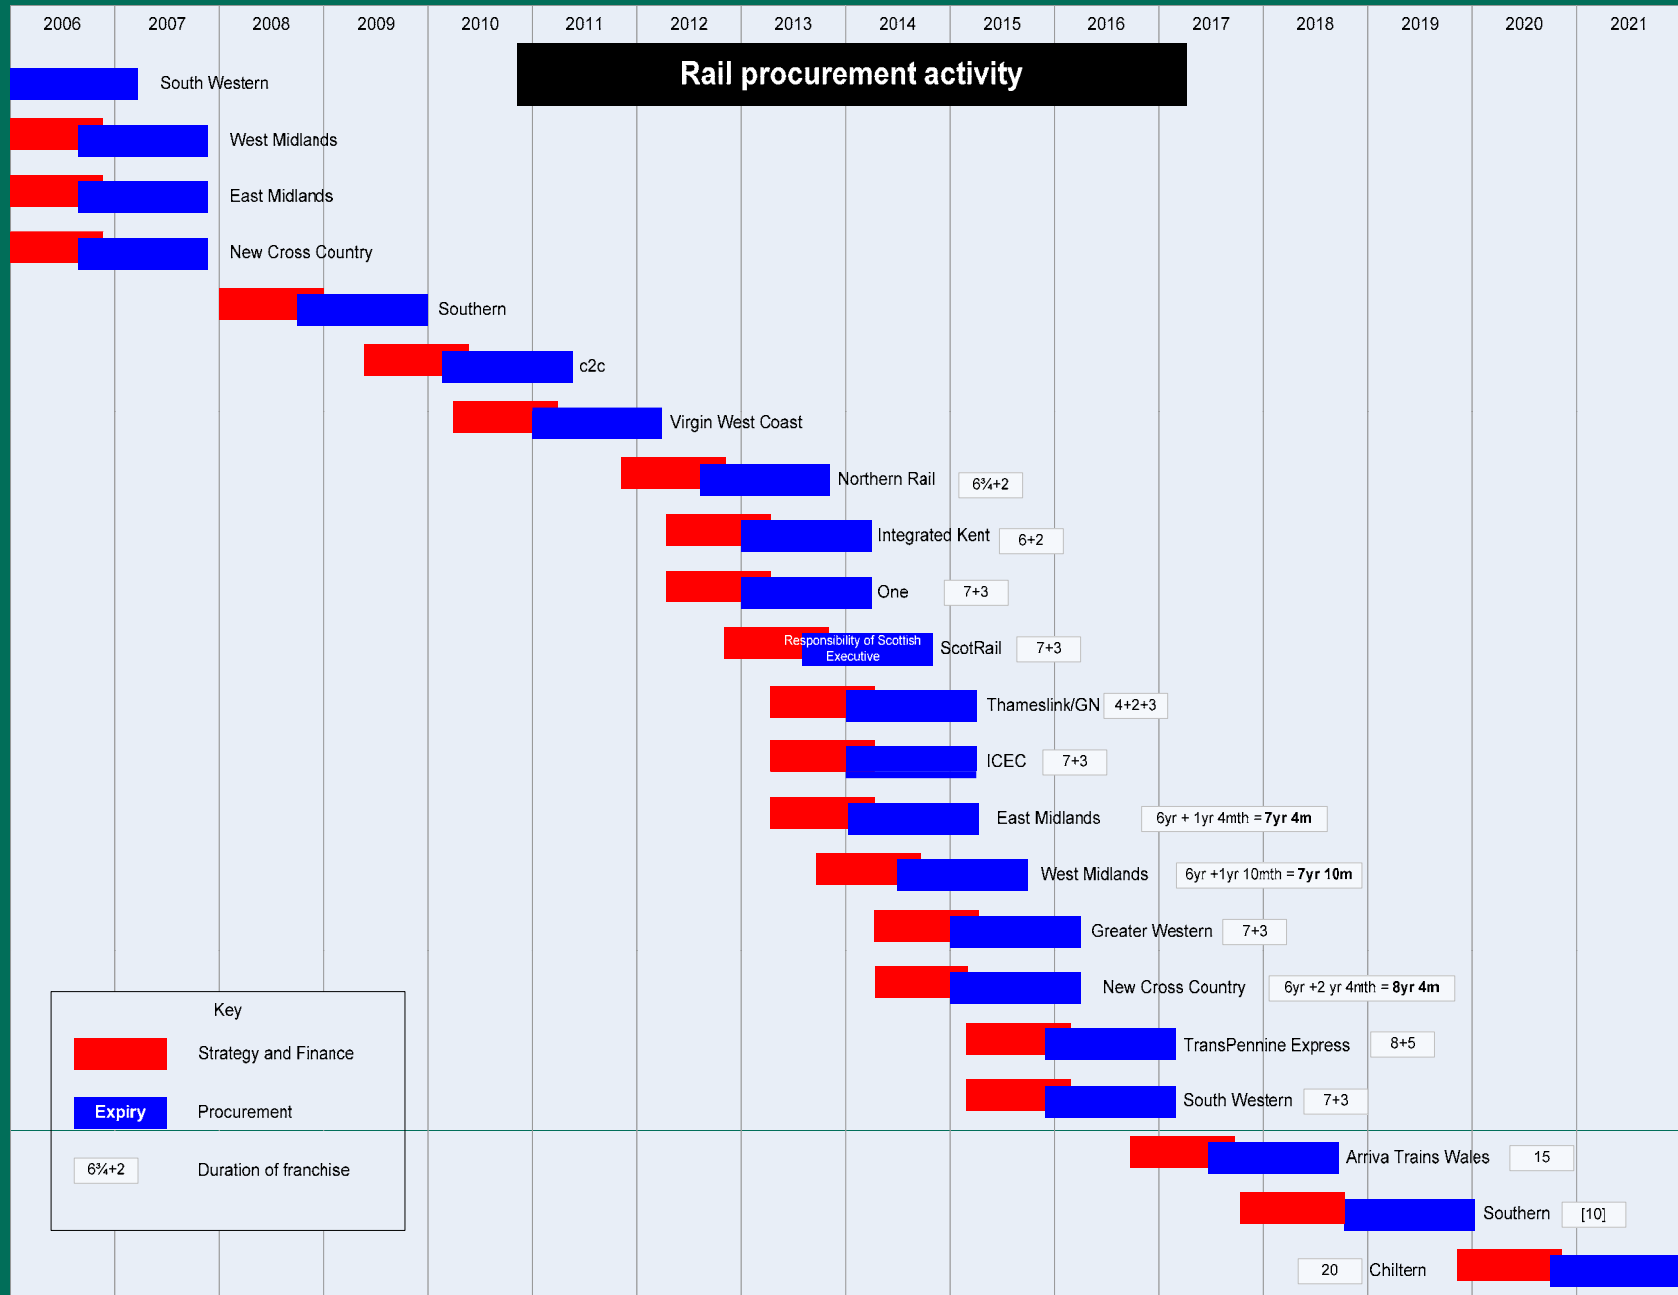 2006 2007 2008 2009 2010 2011 2012 2013 2014 2015 2016 2017 2018 2019 2020 2021
Rail procurement activity
South Western
West Midlands
East Midlands
New Cross Country
Southern
c2c
Virgin West Coast
Northern Rail 6¾+2
Integrated Kent 6+2
One 7+3
Responsibility of Scottish
Executive
ScotRail 7+3
Thameslink/GN 4+2+3
ICEC 7+3
East Midlands 6yr + 1yr 4mth = 7yr 4m
West Midlands 6yr +1yr 10mth = 7yr 10m
Greater Western 7+3
New Cross Country 6yr +2 yr 4mth = 8yr 4m
TransPennine Express 8+5
South Western 7+3
Arriva Trains Wales 15
Southern [10]
20 Chiltern
Key
Strategy and Finance
Expiry Procurement
6¾+2 Duration of franchise